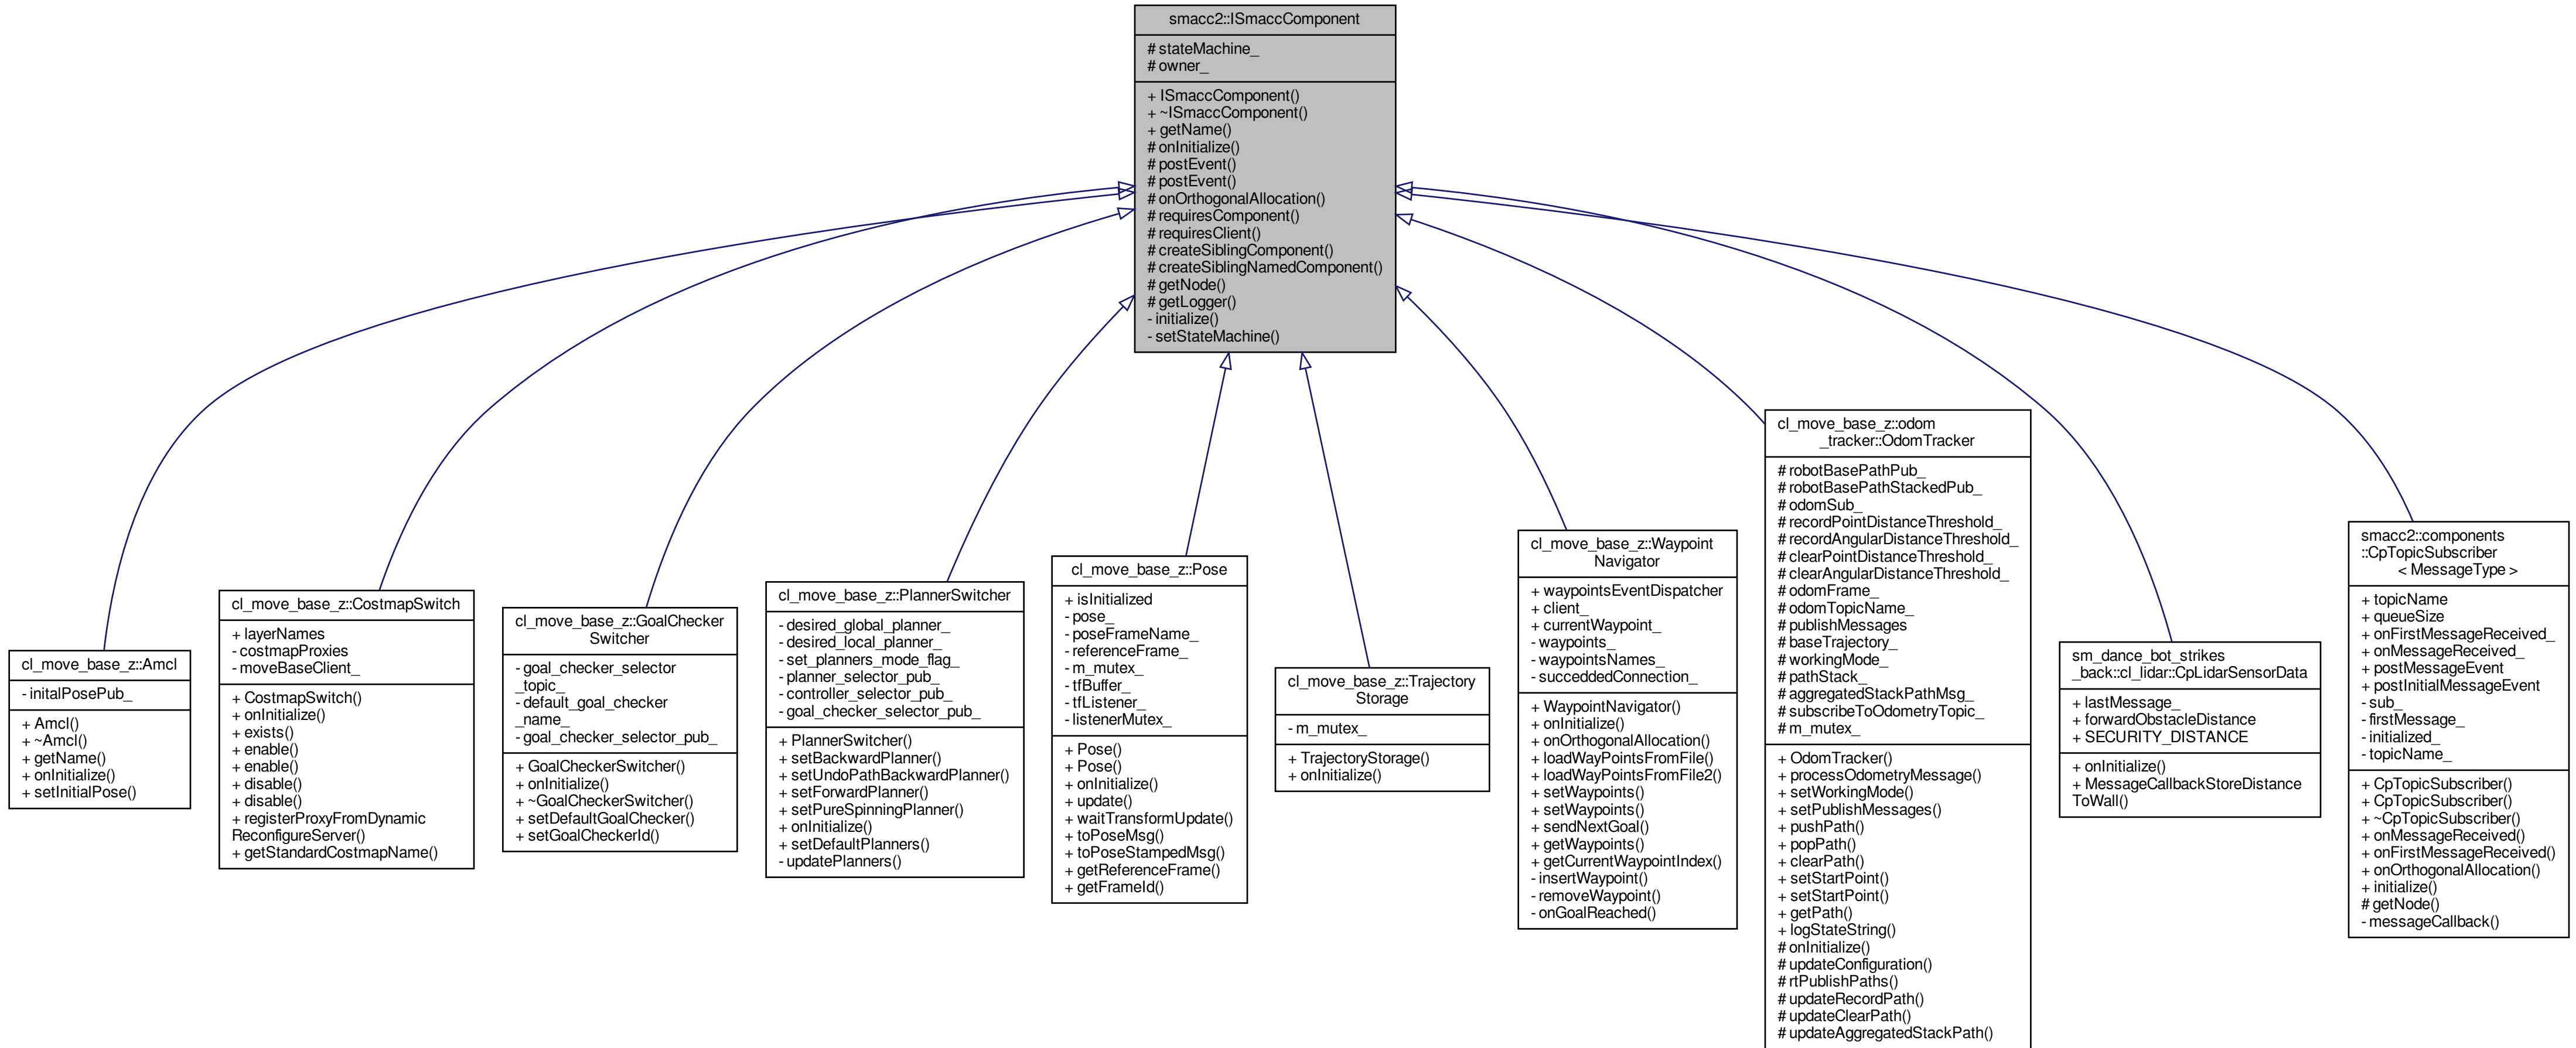 smacc2::ISmaccComponent
# stateMachine_
# owner_
+ ISmaccComponent()
+ ~ISmaccComponent()
+ getName()
# onInitialize()
# postEvent()
# postEvent()
# onOrthogonalAllocation()
# requiresComponent()
# requiresClient()
# createSiblingComponent()
# createSiblingNamedComponent()
# getNode()
# getLogger()
- initialize()
- setStateMachine()
cl_move_base_z::Amcl
- initalPosePub_
+ Amcl()
+ ~Amcl()
+ getName()
+ onInitialize()
+ setInitialPose()
cl_move_base_z::CostmapSwitch
+ layerNames
- costmapProxies
- moveBaseClient_
+ CostmapSwitch()
+ onInitialize()
+ exists()
+ enable()
+ enable()
+ disable()
+ disable()
+ registerProxyFromDynamic
ReconfigureServer()
+ getStandardCostmapName()
cl_move_base_z::GoalChecker
Switcher
- goal_checker_selector
_topic_
- default_goal_checker
_name_
- goal_checker_selector_pub_
+ GoalCheckerSwitcher()
+ onInitialize()
+ ~GoalCheckerSwitcher()
+ setDefaultGoalChecker()
+ setGoalCheckerId()
cl_move_base_z::PlannerSwitcher
- desired_global_planner_
- desired_local_planner_
- set_planners_mode_flag_
- planner_selector_pub_
- controller_selector_pub_
- goal_checker_selector_pub_
+ PlannerSwitcher()
+ setBackwardPlanner()
+ setUndoPathBackwardPlanner()
+ setForwardPlanner()
+ setPureSpinningPlanner()
+ onInitialize()
+ setDefaultPlanners()
- updatePlanners()
cl_move_base_z::Pose
+ isInitialized
- pose_
- poseFrameName_
- referenceFrame_
- m_mutex_
- tfBuffer_
- tfListener_
- listenerMutex_
+ Pose()
+ Pose()
+ onInitialize()
+ update()
+ waitTransformUpdate()
+ toPoseMsg()
+ toPoseStampedMsg()
+ getReferenceFrame()
+ getFrameId()
cl_move_base_z::Trajectory
Storage
- m_mutex_
+ TrajectoryStorage()
+ onInitialize()
cl_move_base_z::Waypoint
Navigator
+ waypointsEventDispatcher
+ client_
+ currentWaypoint_
- waypoints_
- waypointsNames_
- succeddedConnection_
+ WaypointNavigator()
+ onInitialize()
+ onOrthogonalAllocation()
+ loadWayPointsFromFile()
+ loadWayPointsFromFile2()
+ setWaypoints()
+ setWaypoints()
+ sendNextGoal()
+ getWaypoints()
+ getCurrentWaypointIndex()
- insertWaypoint()
- removeWaypoint()
- onGoalReached()
cl_move_base_z::odom
_tracker::OdomTracker
# robotBasePathPub_
# robotBasePathStackedPub_
# odomSub_
# recordPointDistanceThreshold_
# recordAngularDistanceThreshold_
# clearPointDistanceThreshold_
# clearAngularDistanceThreshold_
# odomFrame_
# odomTopicName_
# publishMessages
# baseTrajectory_
# workingMode_
# pathStack_
# aggregatedStackPathMsg_
# subscribeToOdometryTopic_
# m_mutex_
+ OdomTracker()
+ processOdometryMessage()
+ setWorkingMode()
+ setPublishMessages()
+ pushPath()
+ popPath()
+ clearPath()
+ setStartPoint()
+ setStartPoint()
+ getPath()
+ logStateString()
# onInitialize()
# updateConfiguration()
# rtPublishPaths()
# updateRecordPath()
# updateClearPath()
# updateAggregatedStackPath()
sm_dance_bot_strikes
_back::cl_lidar::CpLidarSensorData
+ lastMessage_
+ forwardObstacleDistance
+ SECURITY_DISTANCE
+ onInitialize()
+ MessageCallbackStoreDistance
ToWall()
smacc2::components
::CpTopicSubscriber
< MessageType >
+ topicName
+ queueSize
+ onFirstMessageReceived_
+ onMessageReceived_
+ postMessageEvent
+ postInitialMessageEvent
- sub_
- firstMessage_
- initialized_
- topicName_
+ CpTopicSubscriber()
+ CpTopicSubscriber()
+ ~CpTopicSubscriber()
+ onMessageReceived()
+ onFirstMessageReceived()
+ onOrthogonalAllocation()
+ initialize()
# getNode()
- messageCallback()